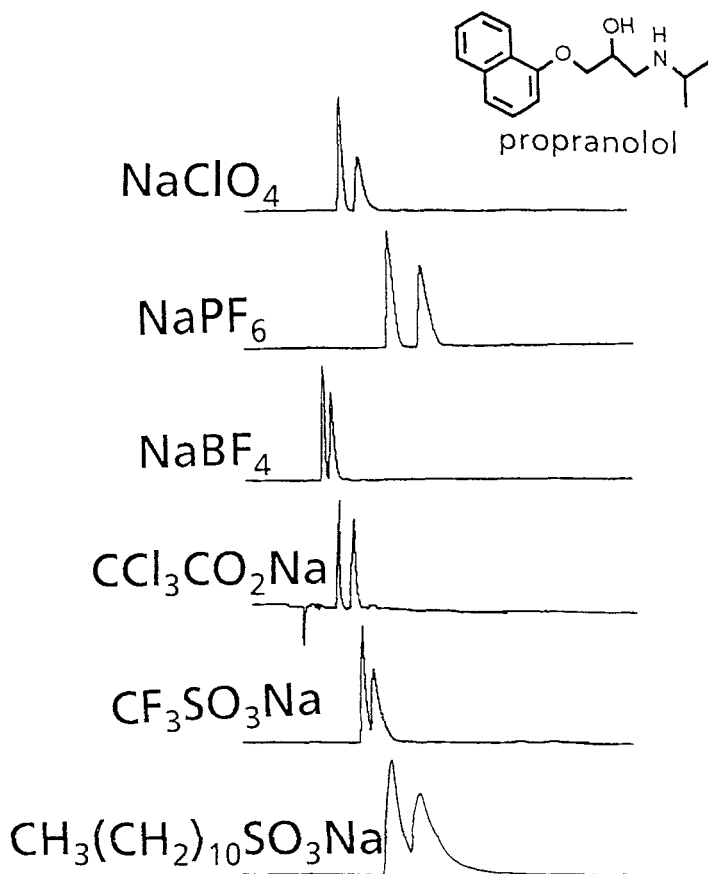 OH
H
O
N
propranolol
NaClO₄
NaPF₆
NaBF₄
CCl₃CO₂Na
CF₃SO₃Na
CH₃(CH₂)₁₀SO₃Na